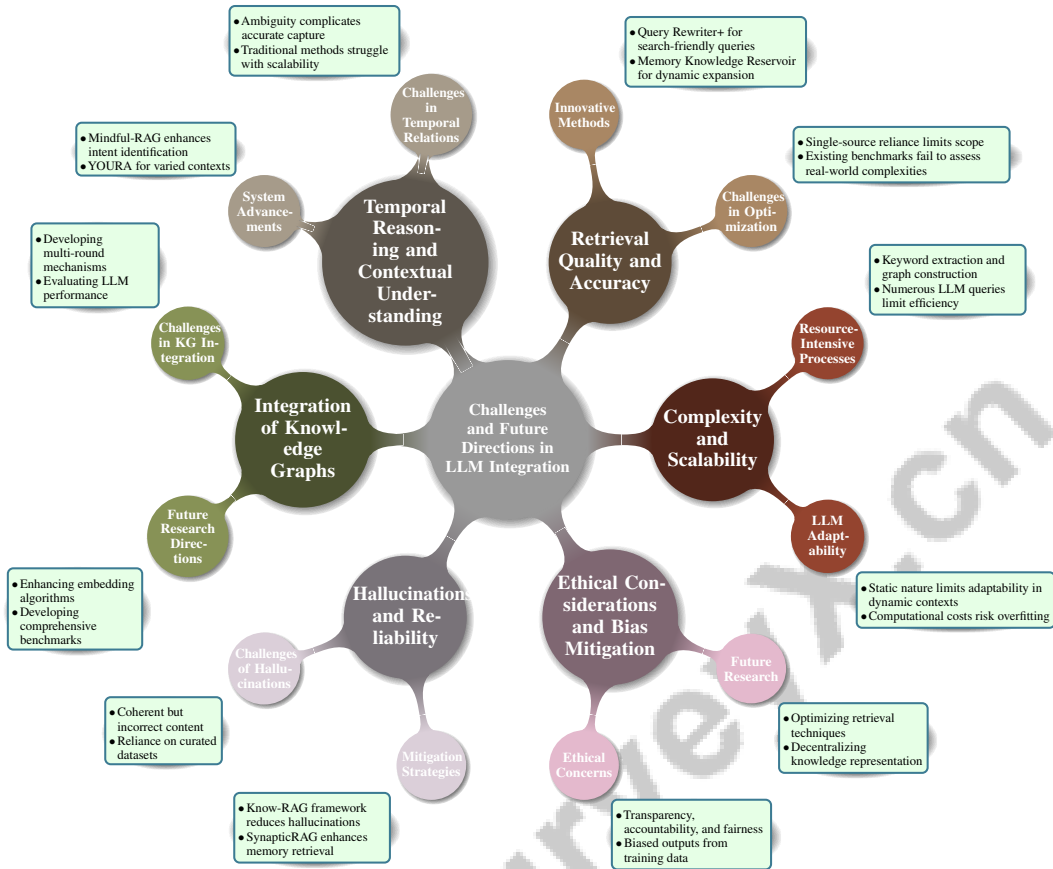 Challenges
and Future
Directions in
LLM Integration
Temporal
Reason-
ing and
Contextual
Under-
standing
Challenges
in
Temporal
Relations
● Ambiguity complicates
accurate capture
● Traditional methods struggle
with scalability
System
Advance-
ments
● Mindful-RAG enhances
intent identification
● YOURA for varied contexts
Retrieval
Quality and
Accuracy
Innovative
Methods
● Query Rewriter+ for
search-friendly queries
● Memory Knowledge Reservoir
for dynamic expansion
Challenges
in Opti-
mization
● Single-source reliance limits scope
● Existing benchmarks fail to assess
real-world complexities
Complexity
and
Scalability
Resource-
Intensive
Processes
● Keyword extraction and
graph construction
● Numerous LLM queries
limit efficiency
LLM
Adapt-
ability
● Static nature limits adaptability in
dynamic contexts
● Computational costs risk overfitting
Ethical Con-
siderations
and Bias
Mitigation
Future
Research
● Optimizing retrieval
techniques
● Decentralizing
knowledge representation
Ethical
Concerns
● Transparency,
accountability, and fairness
● Biased outputs from
training data
Hallucinations
and Re-
liability
Mitigation
Strategies
● Know-RAG framework
reduces hallucinations
● SynapticRAG enhances
memory retrieval
Challenges
of Hallu-
cinations
● Coherent but
incorrect content
● Reliance on curated
datasets
Integration
of Knowl-
edge
Graphs
Future
Research
Direc-
tions
● Enhancing embedding
algorithms
● Developing
comprehensive
benchmarks
Challenges
in KG In-
tegration
● Developing
multi-round
mechanisms
● Evaluating LLM
performance
urveyx.cn